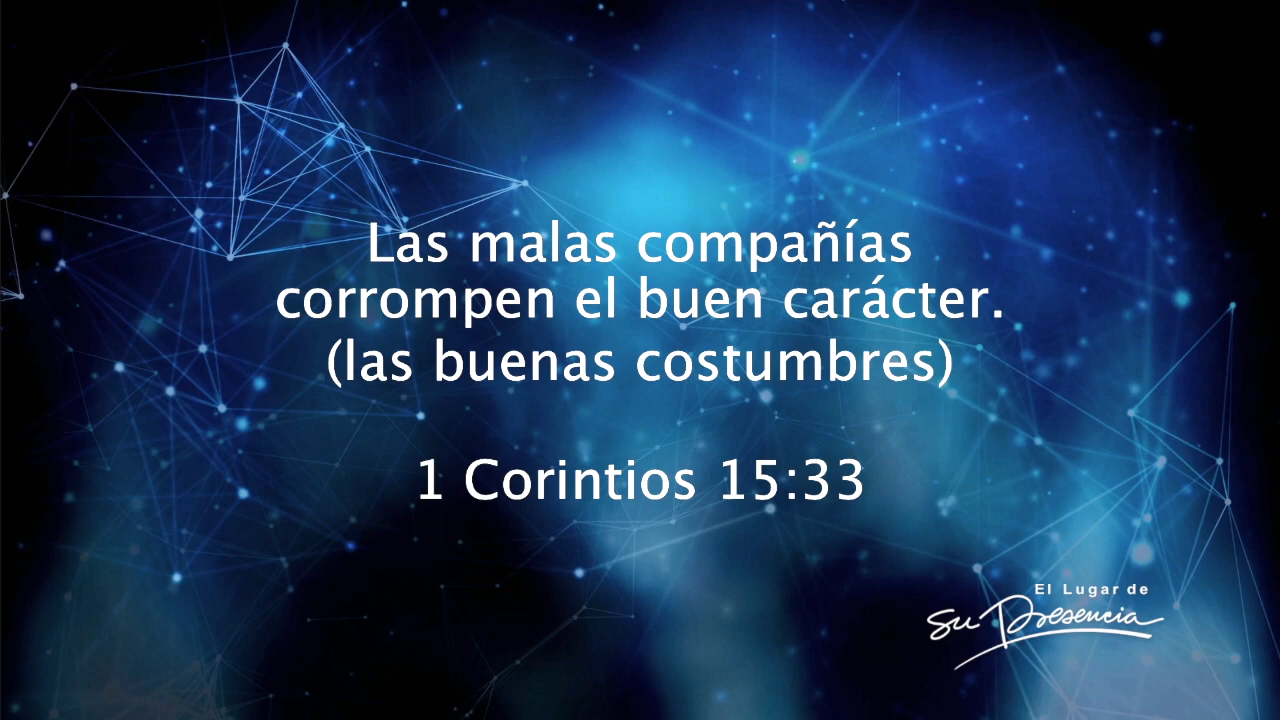 Las malas compañías
corrompen el buen carácter.
(las buenas costumbres)
1 Corintios 15:33
El Lugar de
Su Presencia